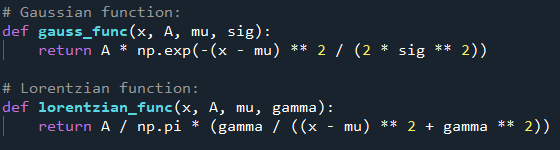 # Gaussian function:
def gauss_func(x, A, mu, sig):
    return A * np.exp(-(x - mu) ** 2 / (2 * sig ** 2))
# Lorentzian function:
def lorentzian_func(x, A, mu, gamma):
    return A / np.pi * (gamma / ((x - mu) ** 2 + gamma ** 2))